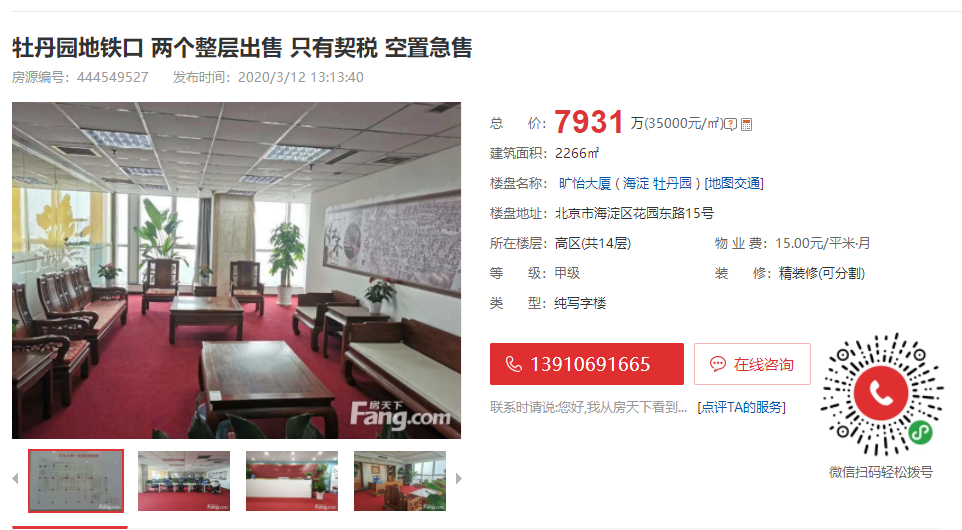 牡丹园地铁口 两个整层出售 只有契税 空置急售
房源编号：444549527 发布时间：2020/3/12 13:13:40
总 价： 7931 万(35000元/㎡)
建筑面积：2266㎡
楼盘名称： 旷怡大厦 ( 海淀 牡丹园 ) [地图交通]
楼盘地址：北京市海淀区花园东路15号
所在楼层：高区(共14层) 物 业 费：15.00元/平米·月
等 级：甲级 装 修：精装修(可分割)
类 型：纯写字楼
房天下
Fang.com
13910691665 在线咨询
联系时请说:您好,我从房天下看到... [点评TA的服务]
微信扫码轻松拨号